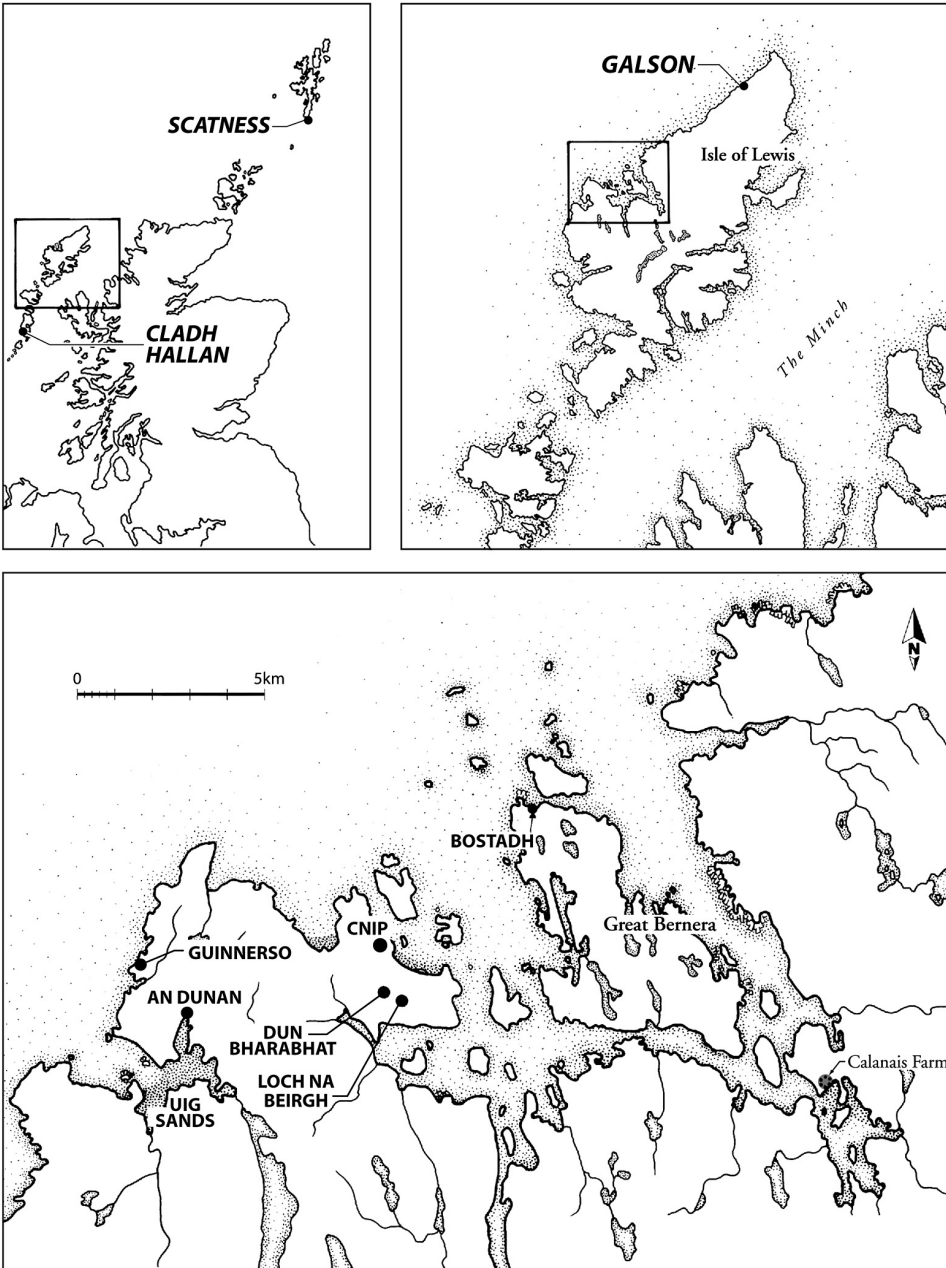 SCATNESS
CLADH
HALLAN
GALSON
Isle of Lewis
The Minch
0
5km
N
BOSTADH
CNIP
Great Bernera
GUINNERSO
AN DUNAN
DUN
BHARABHAT
LOCH NA
BEIRGH
Calanais Farm
UIG
SANDS